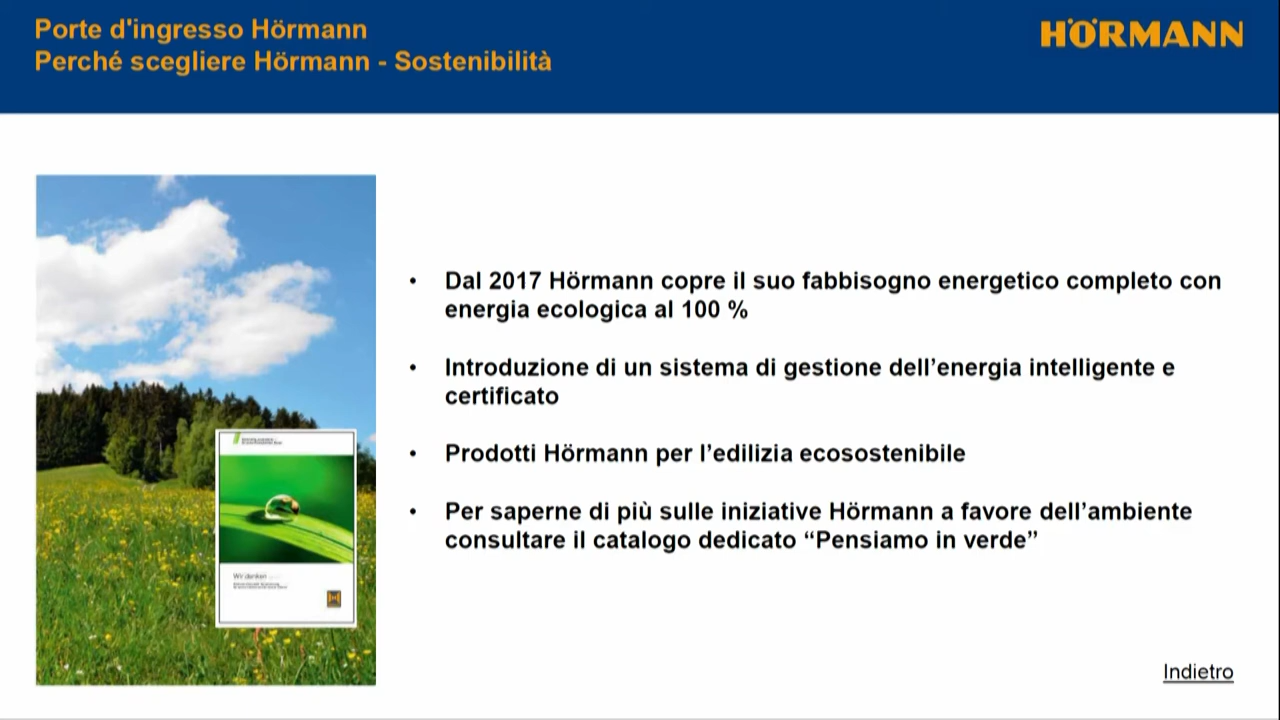 Porte d'ingresso Hörmann
Perché scegliere Hörmann - Sostenibilità
HÖRMANN
Dal 2017 Hörmann copre il suo fabbisogno energetico completo con
energia ecologica al 100 %
Introduzione di un sistema di gestione dell’energia intelligente e
certificato
Prodotti Hörmann per l’edilizia ecosostenibile
Per saperne di più sulle iniziative Hörmann a favore dell’ambiente
consultare il catalogo dedicato “Pensiamo in verde”
Wir denken
Indietro